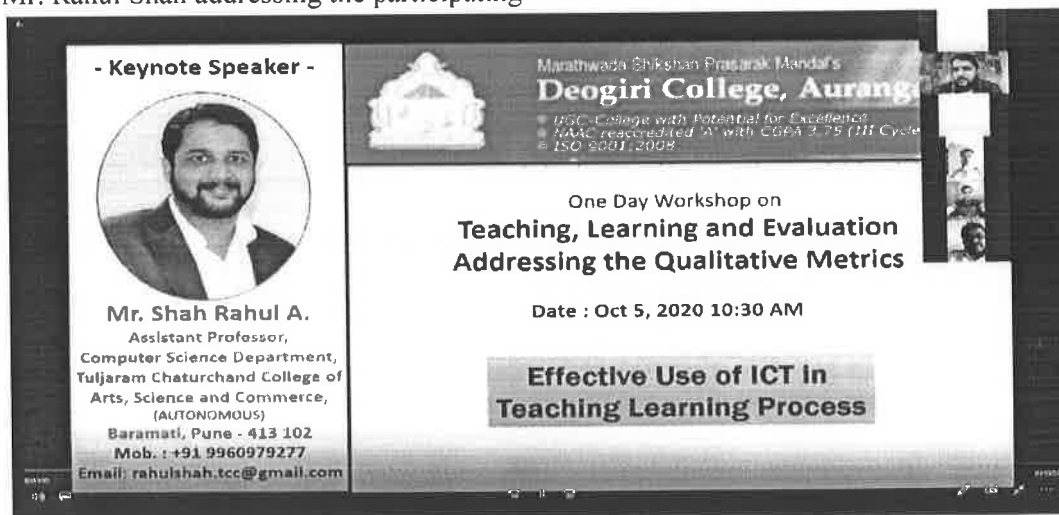 Mr. Rahul Shah addressing the participating
- Keynote Speaker -
Mr. Shah Rahul A.
Assistant Professor,
Computer Science Department,
Tuljaram Chaturchand College of
Arts, Science and Commerce,
(AUTONOMOUS)
Baramati, Pune - 413 102
Mob. : +91 9960979277
Email: rahulshah.tcc@gmail.com
Marathwada Shikshan Prasarak Mandal's
Deogiri College, Aurang
UGC-College with Potential for Excellence
NAAC reaccredited 'A' with CGPA 3.75 (III Cycle
ISO 9001:2008
One Day Workshop on
Teaching, Learning and Evaluation
Addressing the Qualitative Metrics
Date : Oct 5, 2020 10:30 AM
Effective Use of ICT in
Teaching Learning Process